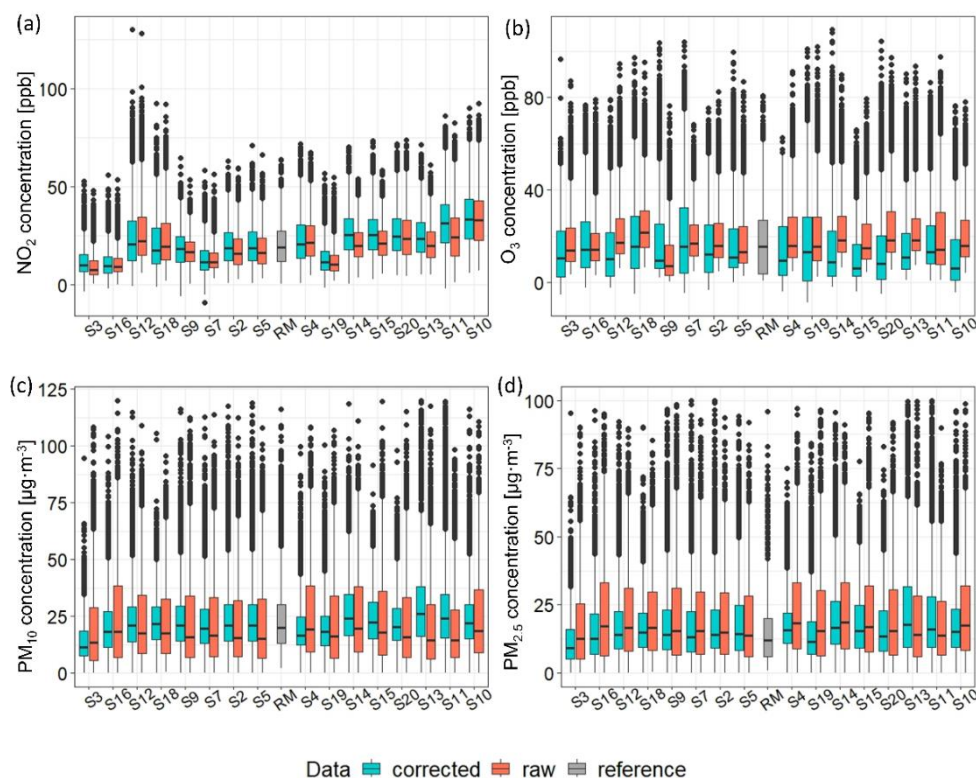 (a)
NO2 concentration [ppb]
100
50
0
S3 S16 S12 S18 S9 S7 S2 S5 RM S4 S19 S14 S15 S20 S13 S11 S10
(b)
O3 concentration [ppb]
80
40
0
S3 S16 S12 S18 S9 S7 S2 S5 RM S4 S19 S14 S15 S20 S13 S11 S10
(c)
PM10 concentration [µg·m⁻³]
125
100
75
50
25
0
S3 S16 S12 S18 S9 S7 S2 S5 RM S4 S19 S14 S15 S20 S13 S11 S10
(d)
PM2.5 concentration [µg·m⁻³]
100
75
50
25
0
S3 S16 S12 S18 S9 S7 S2 S5 RM S4 S19 S14 S15 S20 S13 S11 S10
Data corrected raw reference